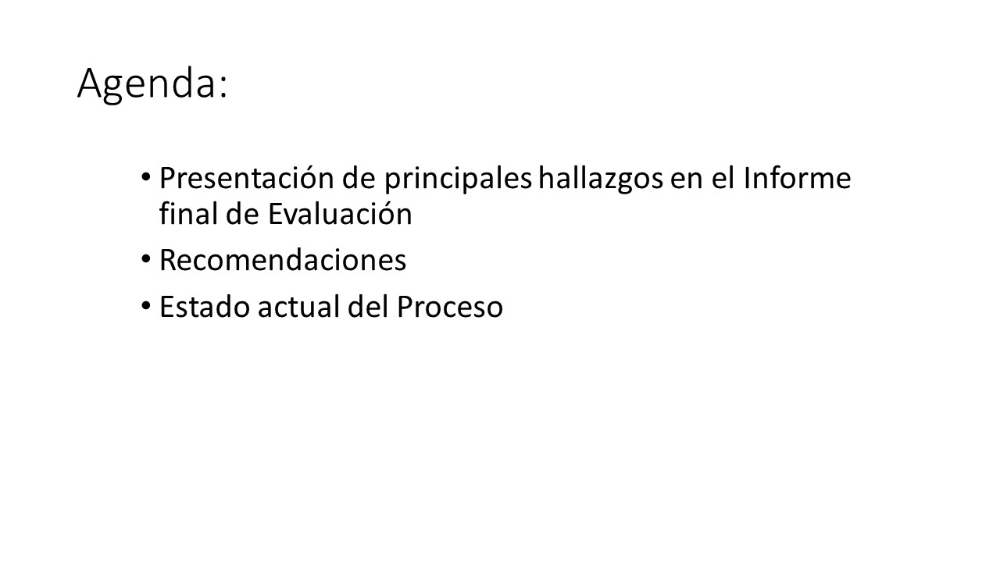 Agenda:
• Presentación de principales hallazgos en el Informe
final de Evaluación
• Recomendaciones
• Estado actual del Proceso